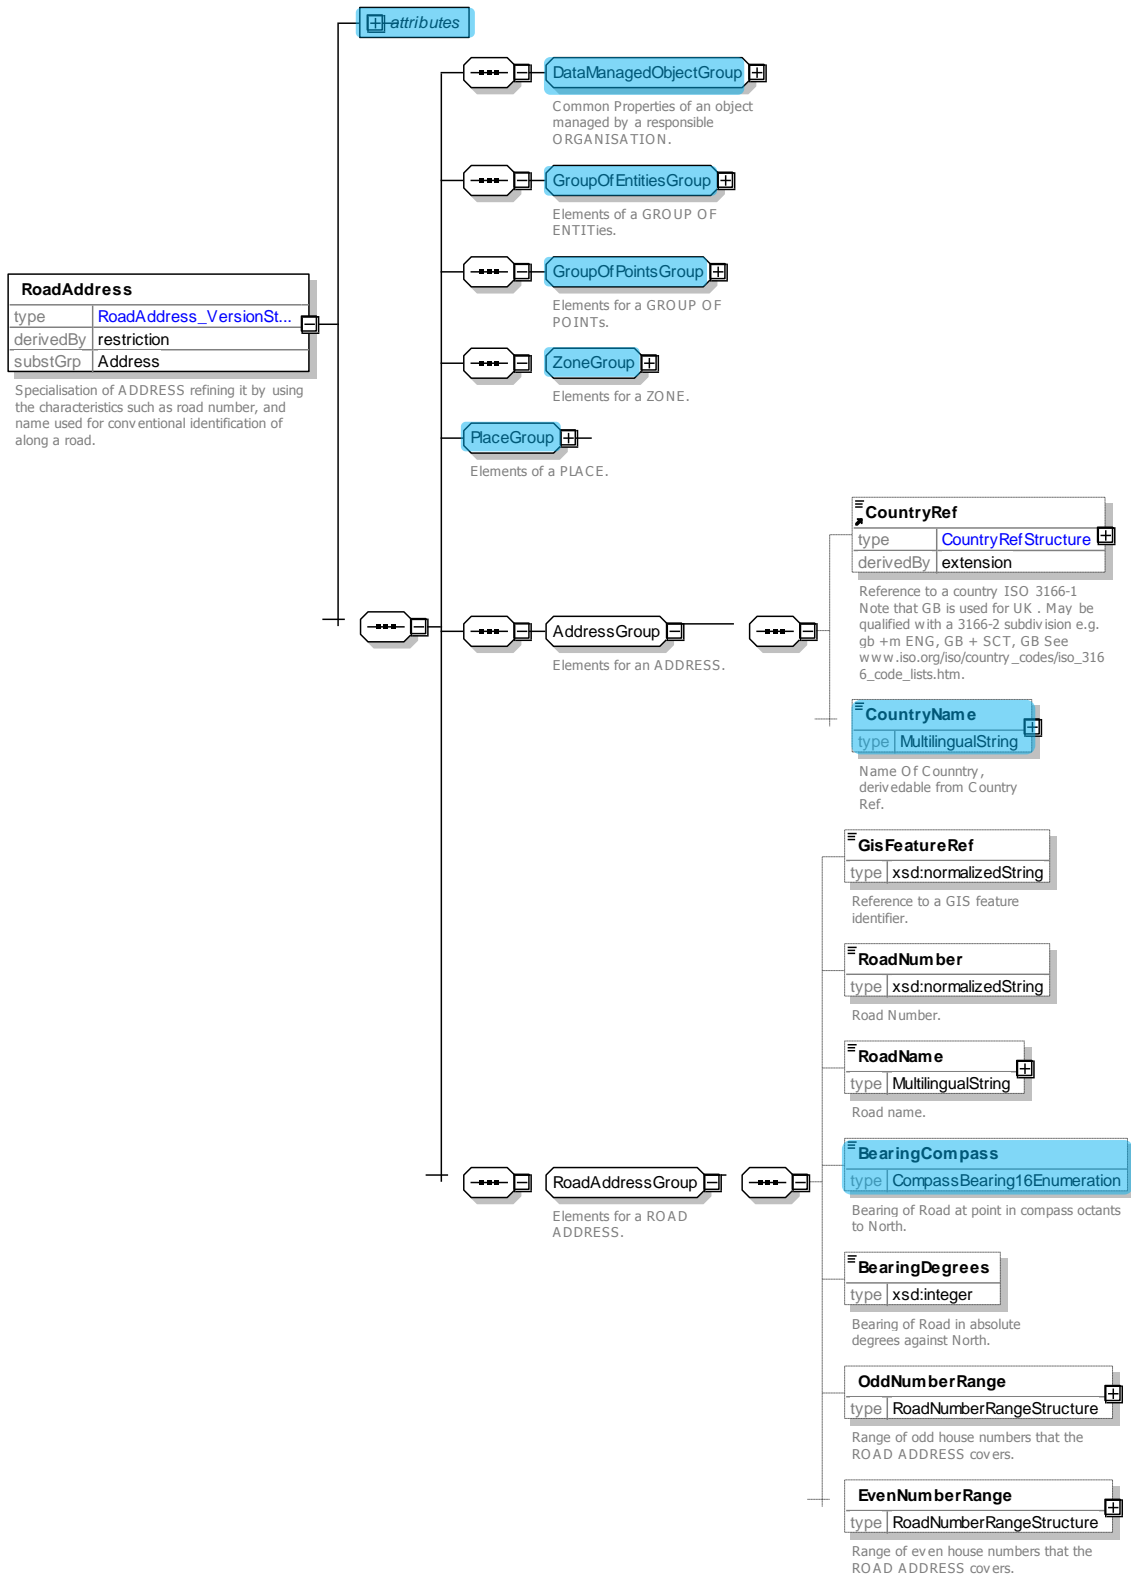 attributes
DataManagedObjectGroup
Common Properties of an object
managed by a responsible
ORGANISATION.
GroupOfEntitiesGroup
Elements of a GROUP OF
ENTITies.
GroupOfPointsGroup
Elements for a GROUP OF
POINTs.
RoadAddress
type RoadAddress_VersionSt...
derivedBy restriction
substGrp Address
Specialisation of ADDRESS refining it by using
the characteristics such as road number, and
name used for conventional identification of
along a road.
ZoneGroup
Elements for a ZONE.
PlaceGroup
Elements of a PLACE.
AddressGroup
Elements for an ADDRESS.
CountryRef
type CountryRefStructure
derivedBy extension
Reference to a country ISO 3166-1
Note that GB is used for UK . May be
qualified with a 3166-2 subdivision e.g.
gb +m ENG, GB + SCT, GB See
www.iso.org/iso/country_codes/iso_316
6_code_lists.htm.
CountryName
type MultilingualString
Name Of Counntry,
derivedable from Country
Ref.
RoadAddressGroup
Elements for a ROAD
ADDRESS.
GisFeatureRef
type xsd:normalizedString
Reference to a GIS feature
identifier.
RoadNumber
type xsd:normalizedString
Road Number.
RoadName
type MultilingualString
Road name.
BearingCompass
type CompassBearing16Enumeration
Bearing of Road at point in compass octants
to North.
BearingDegrees
type xsd:integer
Bearing of Road in absolute
degrees against North.
OddNumberRange
type RoadNumberRangeStructure
Range of odd house numbers that the
ROAD ADDRESS covers.
EvenNumberRange
type RoadNumberRangeStructure
Range of even house numbers that the
ROAD ADDRESS covers.